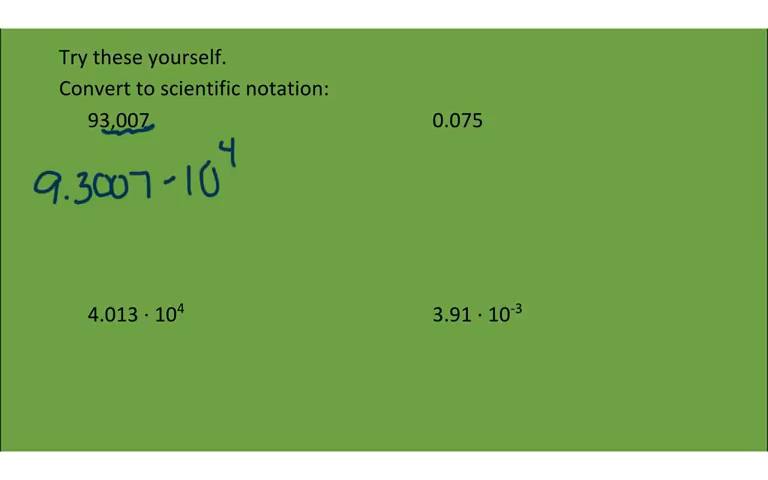 Try these yourself.
Convert to scientific notation:
93,007 0.075
9.3007 · 10⁴
4.013 · 10⁴ 3.91 · 10⁻³